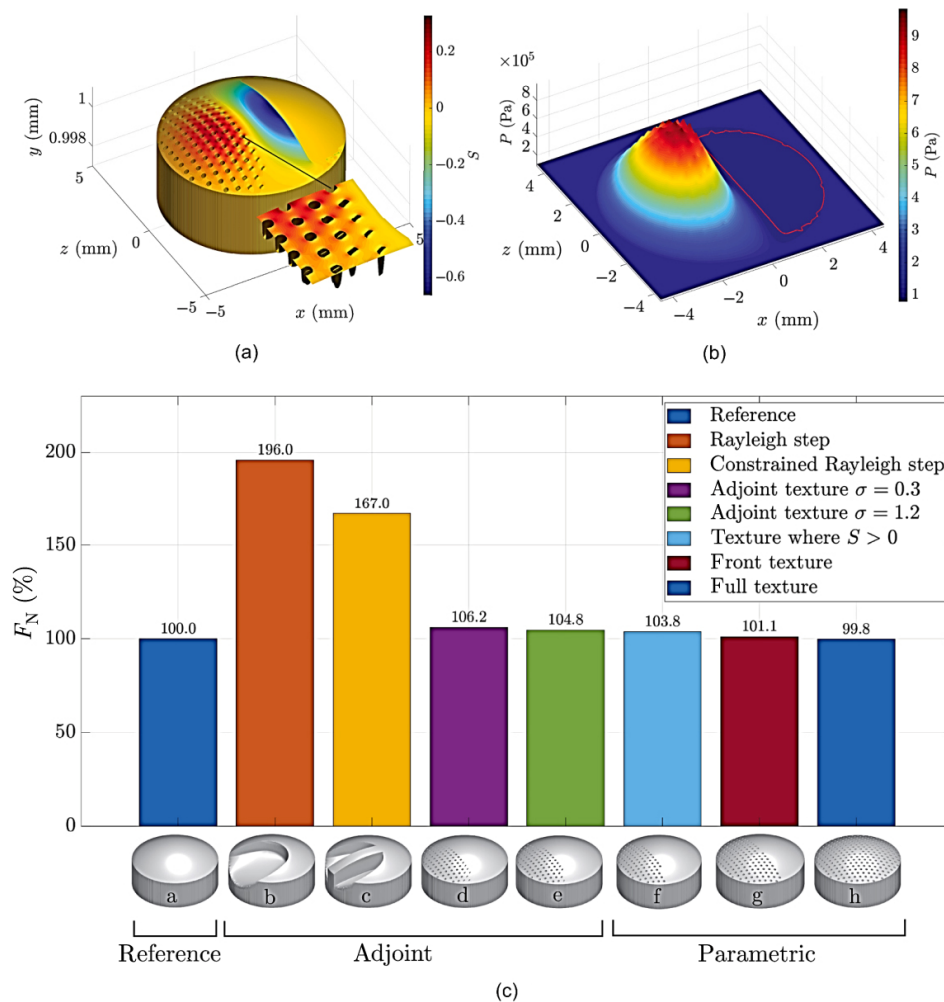 0.2
0
−0.2
−0.4
−0.6
S
1
0.998
y (mm)
5
0
−5
z (mm)
−5
0
5
x (mm)
(a)
×10⁵
8
6
4
2
P (Pa)
4
2
0
−2
−4
z (mm)
−4
−2
0
2
4
x (mm)
9
8
7
6
5
4
3
2
1
P (Pa)
(b)
200
150
100
50
0
F_N (%)
100.0
196.0
167.0
106.2
104.8
103.8
101.1
99.8
Reference
Rayleigh step
Constrained Rayleigh step
Adjoint texture σ = 0.3
Adjoint texture σ = 1.2
Texture where S > 0
Front texture
Full texture
a b c d e f g h
Reference Adjoint Parametric
(c)